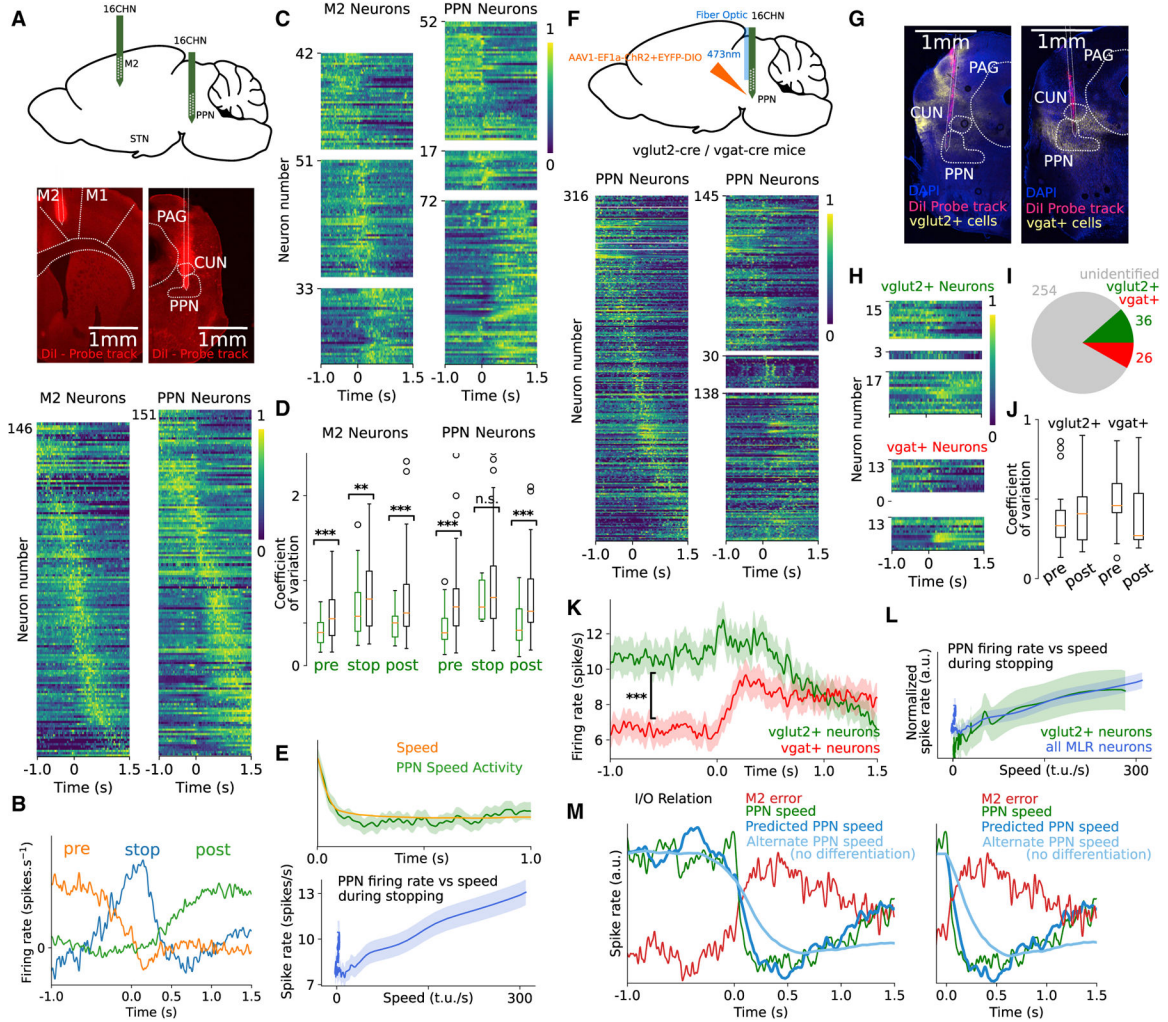 A
16CHN
M2
16CHN
PPN
STN
M2
M1
1mm
DiI - Probe track
PAG
CUN
PPN
1mm
DiI - Probe track
M2 Neurons
PPN Neurons
146
151
1
0
Neuron number
-1.0 0.0 1.5
Time (s)
-1.0 0.0 1.5
Time (s)
B
pre
stop
post
Firing rate (spikes.s⁻¹)
0
-1.0 -0.5 0.0 0.5 1.0 1.5
Time (s)
C
M2 Neurons
PPN Neurons
42
51
33
52
17
72
1
0
1
0
Neuron number
-1.0 0.0 1.5
Time (s)
-1.0 0.0 1.5
Time (s)
D
M2 Neurons
PPN Neurons
Coefficient
of variation
2
0
***
**
***
***
n.s.
***
pre stop post
pre stop post
E
Speed
PPN Speed Activity
0.0 1.0
Time (s)
PPN firing rate vs speed
during stopping
Spike rate (spikes/s)
13
10
7
0 300
Speed (t.u./s)
F
Fiber Optic
16CHN
473nm
AAV1-EF1a-ChR2+EYFP-DIO
PPN
vglut2-cre / vgat-cre mice
PPN Neurons
PPN Neurons
316
145
30
138
1
0
Neuron number
-1.0 0.0 1.5
Time (s)
-1.0 0.0 1.5
Time (s)
G
1mm
PAG
CUN
PPN
DAPI
DiI Probe track
vglut2+ cells
1mm
PAG
CUN
PPN
DAPI
DiI Probe track
vgat+ cells
H
vglut2+ Neurons
15
3
17
1
0
vgat+ Neurons
13
0
13
Neuron number
-1.0 0.0 1.5
Time (s)
I
unidentified
vglut2+
vgat+
254
36
26
J
vglut2+ vgat+
Coefficient
of variation
1
0
pre post pre post
K
Firing rate (spike/s)
12
10
8
6
***
vglut2+ neurons
vgat+ neurons
-1.0 -0.5 0.0 0.5 1.0 1.5
Time (s)
L
PPN firing rate vs speed
during stopping
Normalized
spike rate (a.u.)
vglut2+ neurons
all MLR neurons
0 300
Speed (t.u./s)
M
I/O Relation
M2 error
PPN speed
Predicted PPN speed
Alternate PPN speed
(no differentiation)
Spike rate (a.u.)
-1.0 -0.5 0.0 0.5 1.0 1.5
Time (s)
M2 error
PPN speed
Predicted PPN speed
Alternate PPN speed
(no differentiation)
0.0 0.5 1.0 1.5
Time (s)